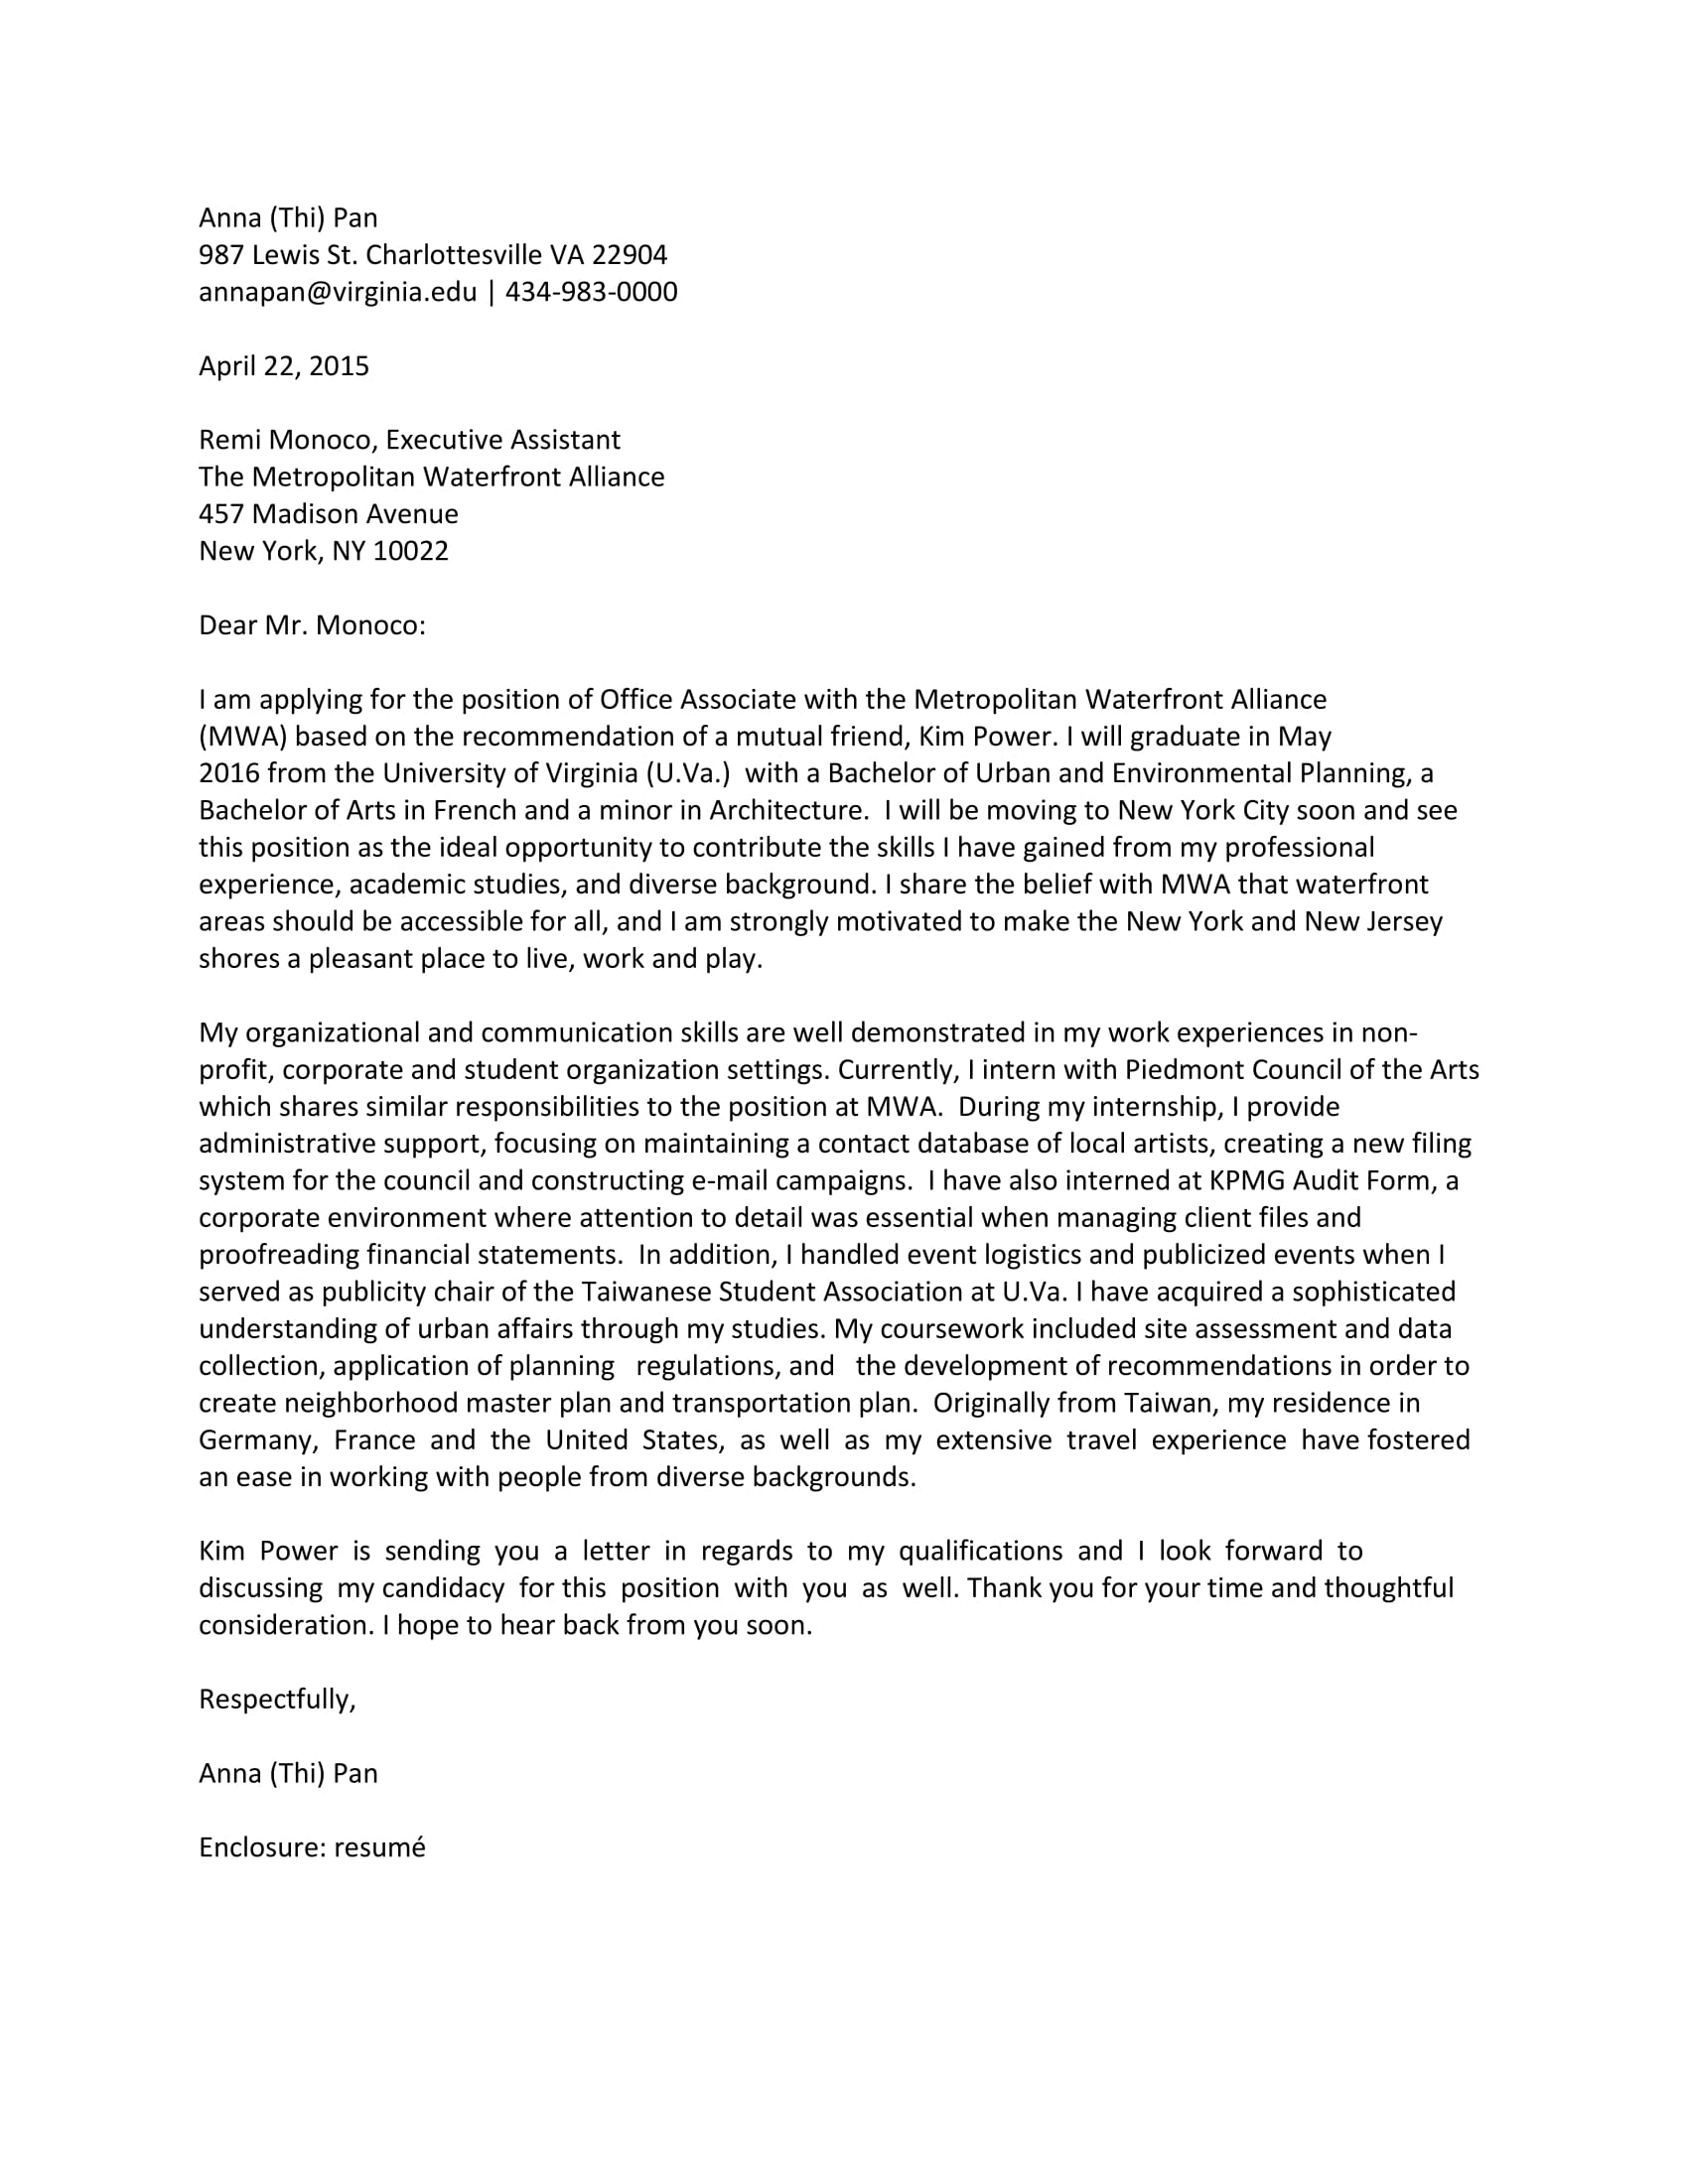 Anna (Thi) Pan
987 Lewis St. Charlottesville VA 22904
annapan@virginia.edu | 434-983-0000
April 22, 2015
Remi Monoco, Executive Assistant
The Metropolitan Waterfront Alliance
457 Madison Avenue
New York, NY 10022
Dear Mr. Monoco:
I am applying for the position of Office Associate with the Metropolitan Waterfront Alliance
(MWA) based on the recommendation of a mutual friend, Kim Power. I will graduate in May
2016 from the University of Virginia (U.Va.)  with a Bachelor of Urban and Environmental Planning, a
Bachelor of Arts in French and a minor in Architecture.  I will be moving to New York City soon and see
this position as the ideal opportunity to contribute the skills I have gained from my professional
experience, academic studies, and diverse background. I share the belief with MWA that waterfront
areas should be accessible for all, and I am strongly motivated to make the New York and New Jersey
shores a pleasant place to live, work and play.
My organizational and communication skills are well demonstrated in my work experiences in non-
profit, corporate and student organization settings. Currently, I intern with Piedmont Council of the Arts
which shares similar responsibilities to the position at MWA.  During my internship, I provide
administrative support, focusing on maintaining a contact database of local artists, creating a new filing
system for the council and constructing e-mail campaigns.  I have also interned at KPMG Audit Form, a
corporate environment where attention to detail was essential when managing client files and
proofreading financial statements.  In addition, I handled event logistics and publicized events when I
served as publicity chair of the Taiwanese Student Association at U.Va. I have acquired a sophisticated
understanding of urban affairs through my studies. My coursework included site assessment and data
collection, application of planning   regulations, and   the development of recommendations in order to
create neighborhood master plan and transportation plan.  Originally from Taiwan, my residence in
Germany,  France  and  the  United  States,  as  well  as  my  extensive  travel  experience  have fostered
an ease in working with people from diverse backgrounds.
Kim  Power  is  sending  you  a  letter  in  regards  to  my  qualifications  and  I  look  forward  to
discussing  my candidacy  for this  position  with  you  as  well. Thank you for your time and thoughtful
consideration. I hope to hear back from you soon.
Respectfully,
Anna (Thi) Pan
Enclosure: resumé